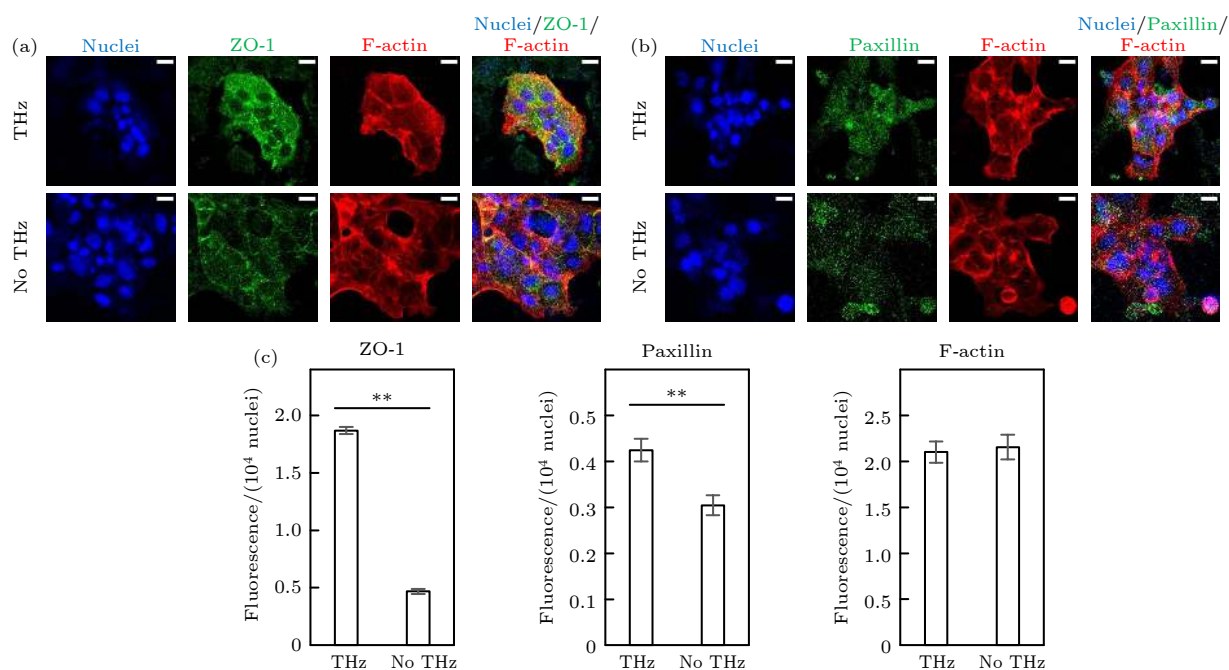 (a)
Nuclei
ZO-1
F-actin
Nuclei/ZO-1/
F-actin
THz
No THz
(b)
Nuclei
Paxillin
F-actin
Nuclei/Paxillin/
F-actin
THz
No THz
(c)
ZO-1
Fluorescence/(10⁴ nuclei)
2.0
1.5
1.0
0.5
0
**
THz No THz
Paxillin
Fluorescence/(10⁴ nuclei)
0.5
0.4
0.3
0.2
0.1
0
**
THz No THz
F-actin
Fluorescence/(10⁴ nuclei)
2.5
2.0
1.5
1.0
0.5
0
THz No THz